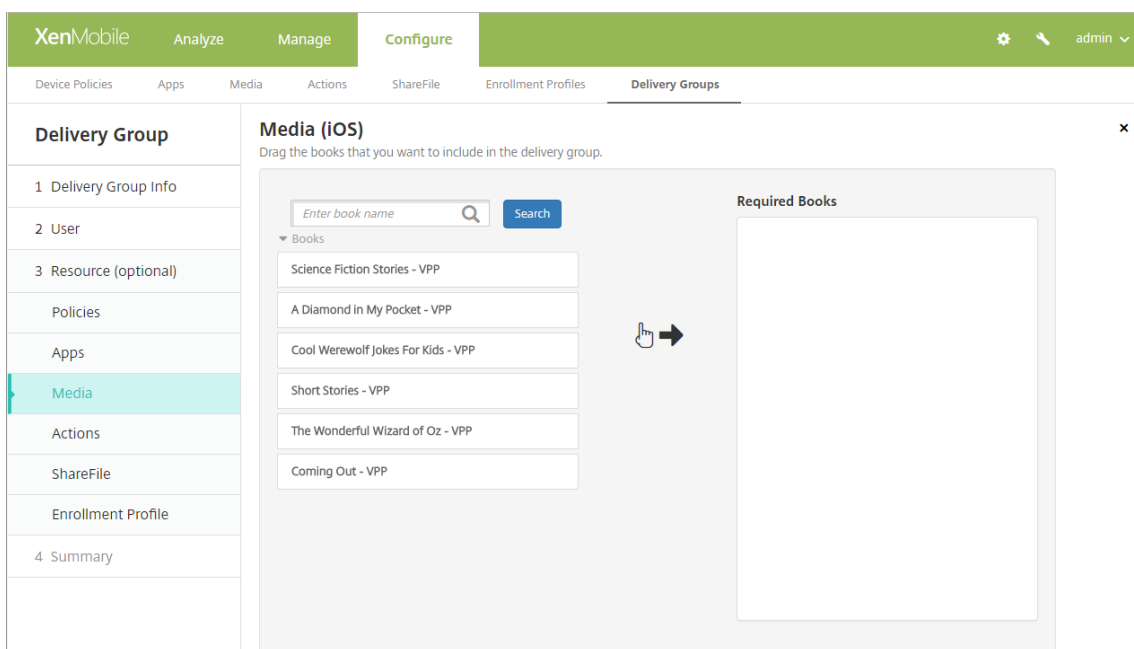 XenMobile Analyze Manage Configure admin
Device Policies Apps Media Actions ShareFile Enrollment Profiles Delivery Groups
Delivery Group
1 Delivery Group Info
2 User
3 Resource (optional)
Policies
Apps
Media
Actions
ShareFile
Enrollment Profile
4 Summary
Media (iOS)
Drag the books that you want to include in the delivery group.
Enter book name Search
Books
Science Fiction Stories - VPP
A Diamond in My Pocket - VPP
Cool Werewolf Jokes For Kids - VPP
Short Stories - VPP
The Wonderful Wizard of Oz - VPP
Coming Out - VPP
Required Books